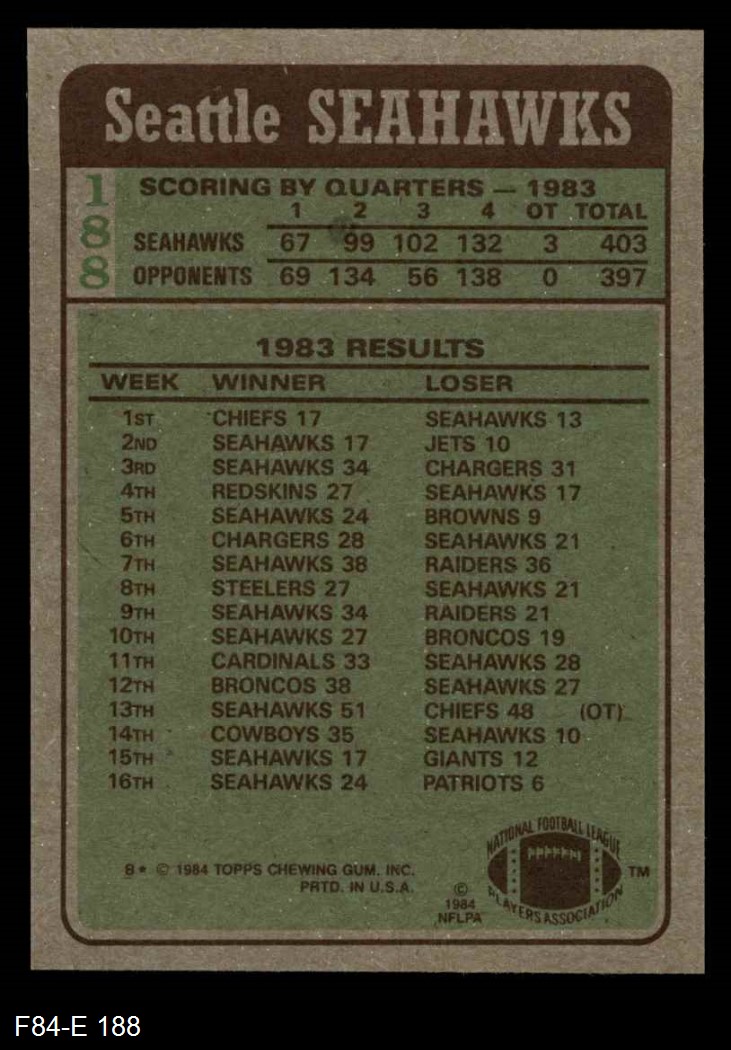 Seattle SEAHAWKS
188
SCORING BY QUARTERS — 1983
1 2 3 4 OT TOTAL
SEAHAWKS 67 99 102 132 3 403
OPPONENTS 69 134 56 138 0 397
1983 RESULTS
WEEK WINNER LOSER
1ST CHIEFS 17 SEAHAWKS 13
2ND SEAHAWKS 17 JETS 10
3RD SEAHAWKS 34 CHARGERS 31
4TH REDSKINS 27 SEAHAWKS 17
5TH SEAHAWKS 24 BROWNS 9
6TH CHARGERS 28 SEAHAWKS 21
7TH SEAHAWKS 38 RAIDERS 36
8TH STEELERS 27 SEAHAWKS 21
9TH SEAHAWKS 34 RAIDERS 21
10TH SEAHAWKS 27 BRONCOS 19
11TH CARDINALS 33 SEAHAWKS 28
12TH BRONCOS 38 SEAHAWKS 27
13TH SEAHAWKS 51 CHIEFS 48 (OT)
14TH COWBOYS 35 SEAHAWKS 10
15TH SEAHAWKS 17 GIANTS 12
16TH SEAHAWKS 24 PATRIOTS 6
B* © 1984 TOPPS CHEWING GUM, INC.
PRTD. IN U.S.A.
©
1984
NFLPA
NATIONAL FOOTBALL LEAGUE
PLAYERS ASSOCIATION
TM
F84-E 188